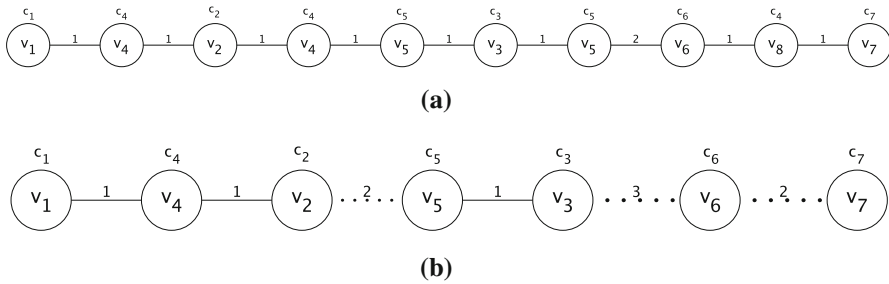 c₁ c₄ c₂ c₄ c₅ c₃ c₅ c₆ c₄ c₇
v₁ 1 v₄ 1 v₂ 1 v₄ 1 v₅ 1 v₃ 1 v₅ 2 v₆ 1 v₈ 1 v₇
(a)
c₁ c₄ c₂ c₅ c₃ c₆ c₇
v₁ 1 v₄ 1 v₂ 2 v₅ 1 v₃ 3 v₆ 2 v₇
(b)